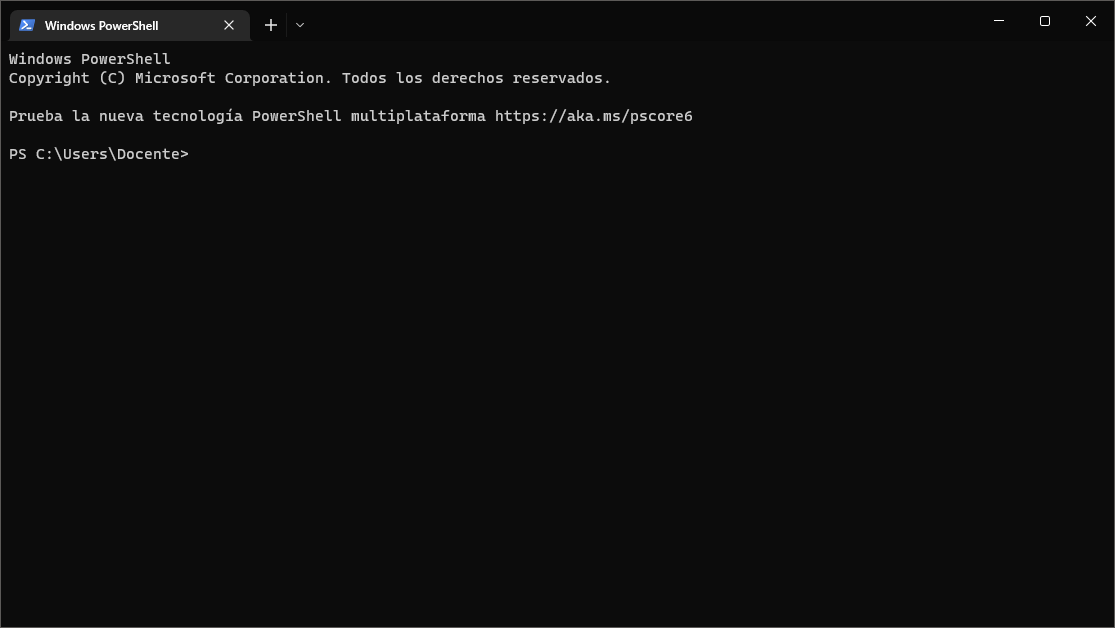 Windows PowerShell
Windows PowerShell
Copyright (C) Microsoft Corporation. Todos los derechos reservados.
Prueba la nueva tecnología PowerShell multiplataforma https://aka.ms/pscore6
PS C:\Users\Docente>